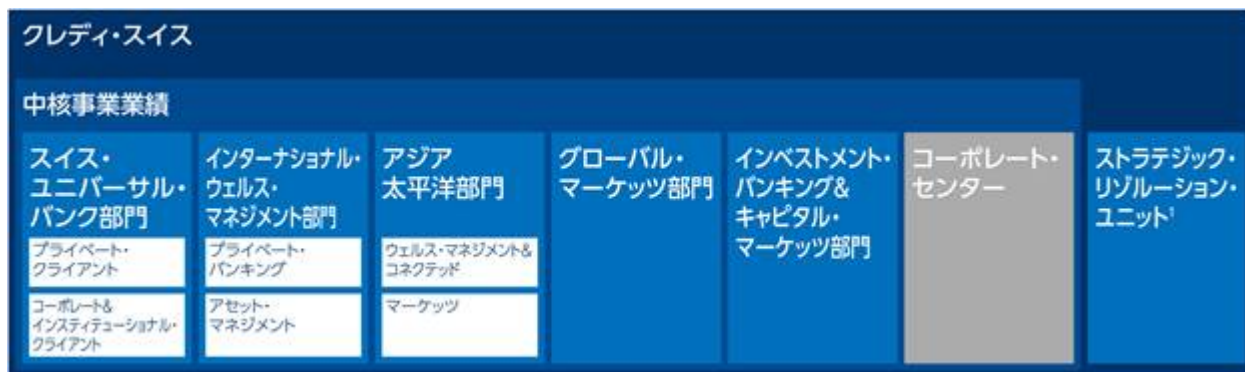 クレディ・スイス
中核事業業績
スイス・
ユニバーサル・
バンク部門
プライベート・
クライアント
コーポレート&
インスティテューショナル・
クライアント
インターナショナル・
ウェルス・
マネジメント部門
プライベート・
バンキング
アセット・
マネジメント
アジア
太平洋部門
ウェルス・マネジメント&
コネクテッド
マーケッツ
グローバル・
マーケッツ部門
インベストメント・
バンキング&
キャピタル・
マーケッツ部門
コーポレート・
センター
ストラテジック・
リゾルーション・
ユニット¹